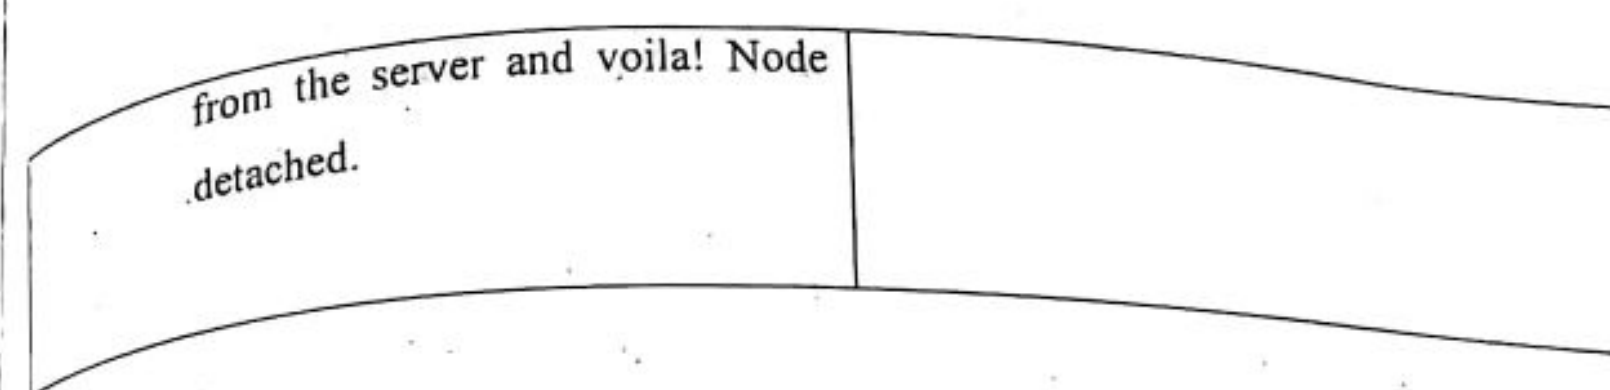 from the server and voila! Node
detached.